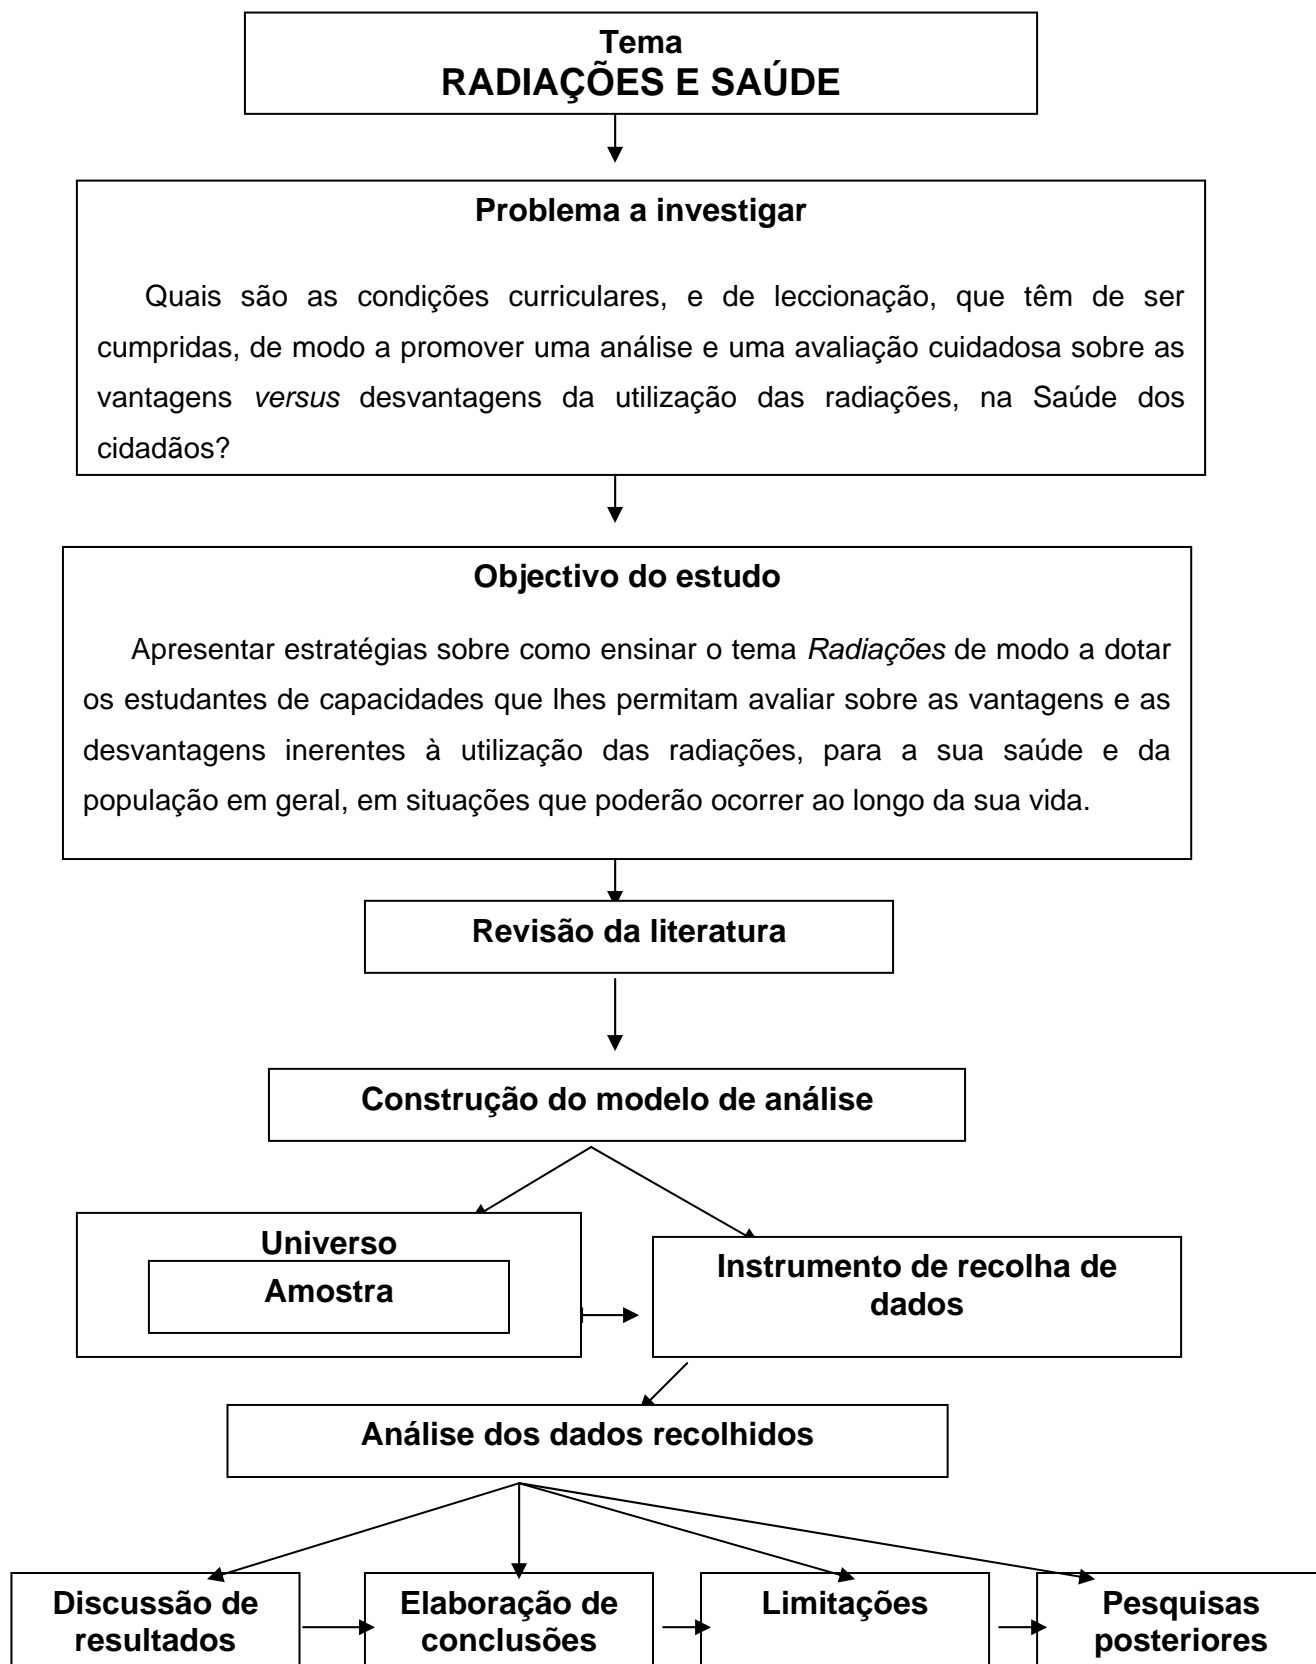 Tema
RADIAÇÕES E SAÚDE
Problema a investigar
Quais são as condições curriculares, e de leccionação, que têm de ser
cumpridas, de modo a promover uma análise e uma avaliação cuidadosa sobre as
vantagens versus desvantagens da utilização das radiações, na Saúde dos
cidadãos?
Objectivo do estudo
Apresentar estratégias sobre como ensinar o tema Radiações de modo a dotar
os estudantes de capacidades que lhes permitam avaliar sobre as vantagens e as
desvantagens inerentes à utilização das radiações, para a sua saúde e da
população em geral, em situações que poderão ocorrer ao longo da sua vida.
Revisão da literatura
Construção do modelo de análise
Universo
Amostra
Instrumento de recolha de
dados
Análise dos dados recolhidos
Discussão de
resultados
Elaboração de
conclusões
Limitações
Pesquisas
posteriores